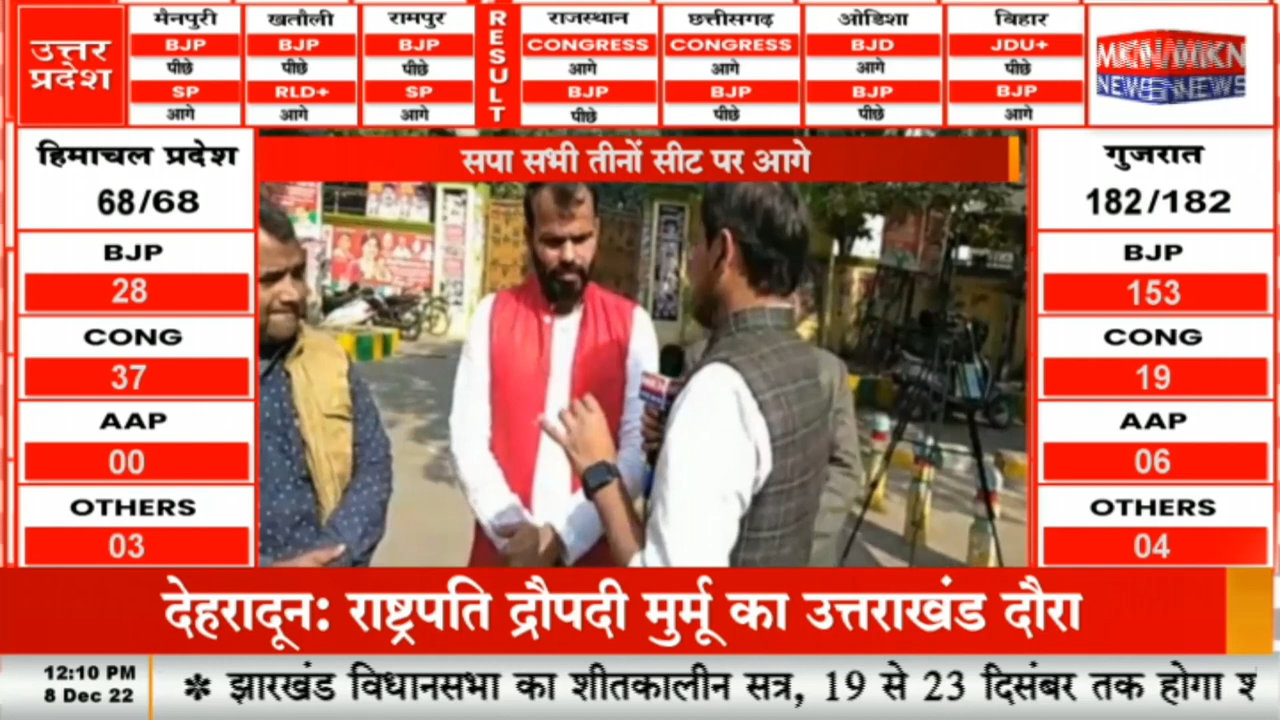 उत्तर
प्रदेश
मैनपुरी
BJP
पीछे
SP
आगे
खतौली
BJP
पीछे
RLD+
आगे
रामपुर
BJP
पीछे
SP
आगे
RESULT
राजस्थान
CONGRESS
आगे
BJP
पीछे
छत्तीसगढ़
CONGRESS
आगे
BJP
पीछे
ओडिशा
BJD
आगे
BJP
पीछे
बिहार
JDU+
पीछे
BJP
आगे
हिमाचल प्रदेश
68/68
BJP
28
CONG
37
AAP
00
OTHERS
03
सपा सभी तीनों सीट पर आगे
गुजरात
182/182
BJP
153
CONG
19
AAP
06
OTHERS
04
देहरादून: राष्ट्रपति द्रौपदी मुर्मू का उत्तराखंड दौरा
12:10 PM
8 Dec 22
* झारखंड विधानसभा का शीतकालीन सत्र, 19 से 23 दिसंबर तक होगा